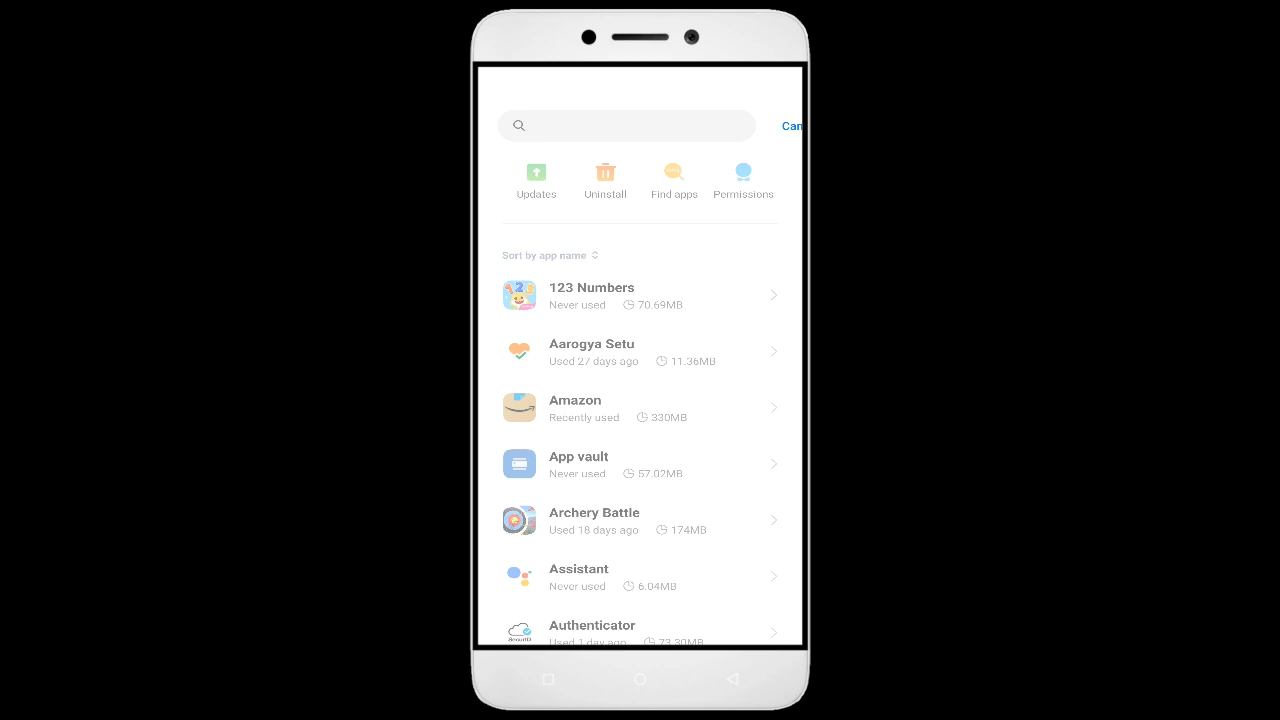 Can
Updates Uninstall Find apps Permissions
Sort by app name
123 Numbers
Never used 70.69MB
Aarogya Setu
Used 27 days ago 11.36MB
Amazon
Recently used 330MB
App vault
Never used 57.02MB
Archery Battle
Used 18 days ago 174MB
Assistant
Never used 6.04MB
Authenticator
SecurID
Used 1 day ago 73.30MB